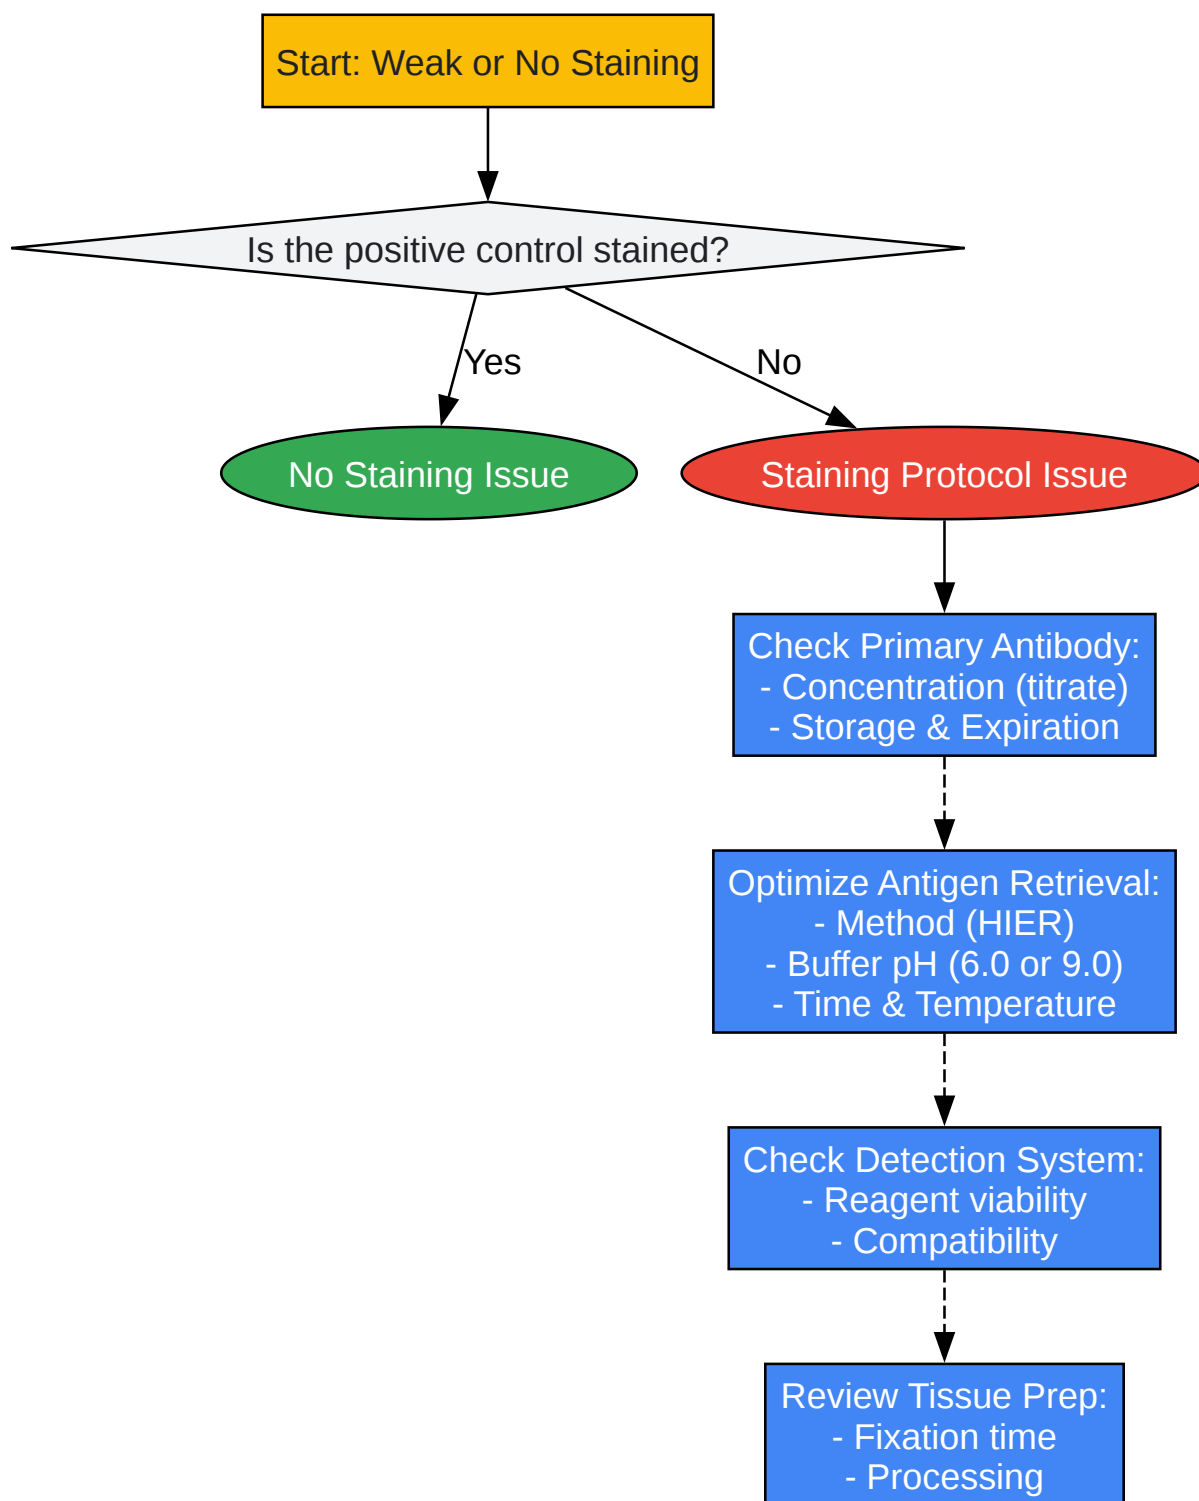 Start: Weak or No Staining
Is the positive control stained?
Yes
No
No Staining Issue
Staining Protocol Issue
Check Primary Antibody:
- Concentration (titrate)
- Storage & Expiration
Optimize Antigen Retrieval:
- Method (HIER)
- Buffer pH (6.0 or 9.0)
- Time & Temperature
Check Detection System:
- Reagent viability
- Compatibility
Review Tissue Prep:
- Fixation time
- Processing